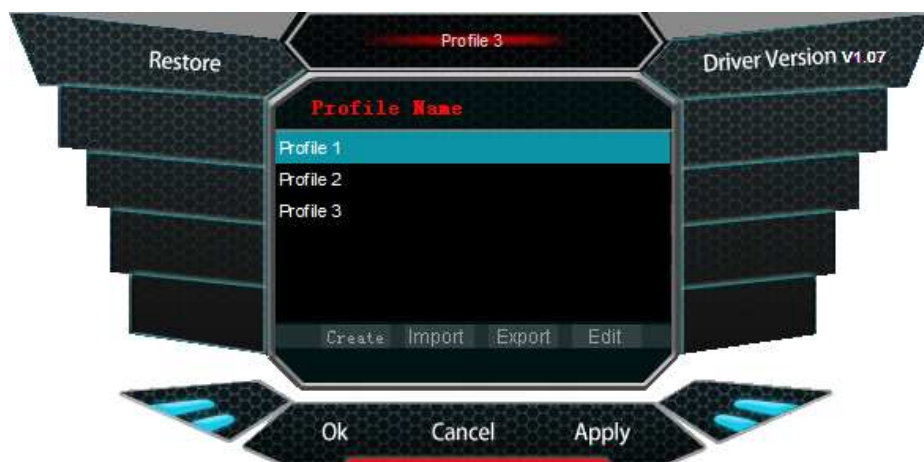 Profile 3
Restore
Driver Version V1.07
Profile Name
Profile 1
Profile 2
Profile 3
Create Import Export Edit
Ok Cancel Apply